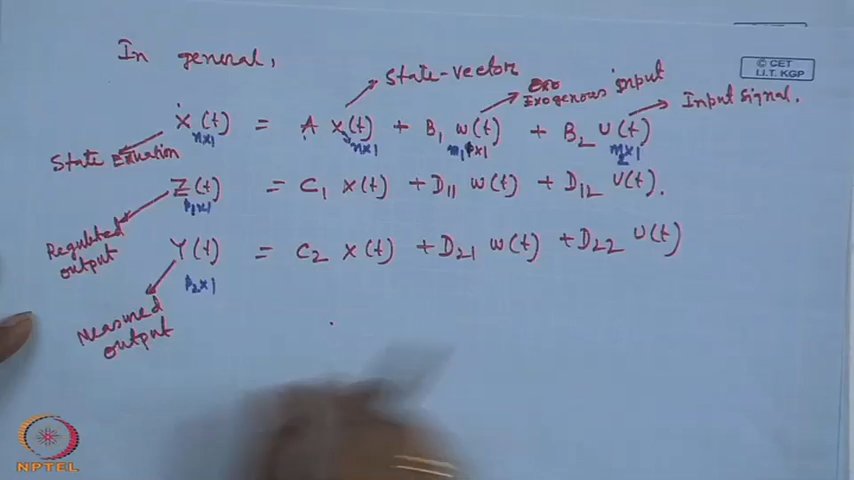 In general,
© CET
I.I.T. KGP
State-vector
Exogenous input
Input signal.
Ẋ(t) = A X(t) + B₁ W(t) + B₂ U(t)
n×1 n×1 m₁×1 m₂×1
State Equation
Z(t) = C₁ X(t) + D₁₁ W(t) + D₁₂ U(t).
p₁×1
Regulated
output
Y(t) = C₂ X(t) + D₂₁ W(t) + D₂₂ U(t)
p₂×1
Measured
output
NPTEL